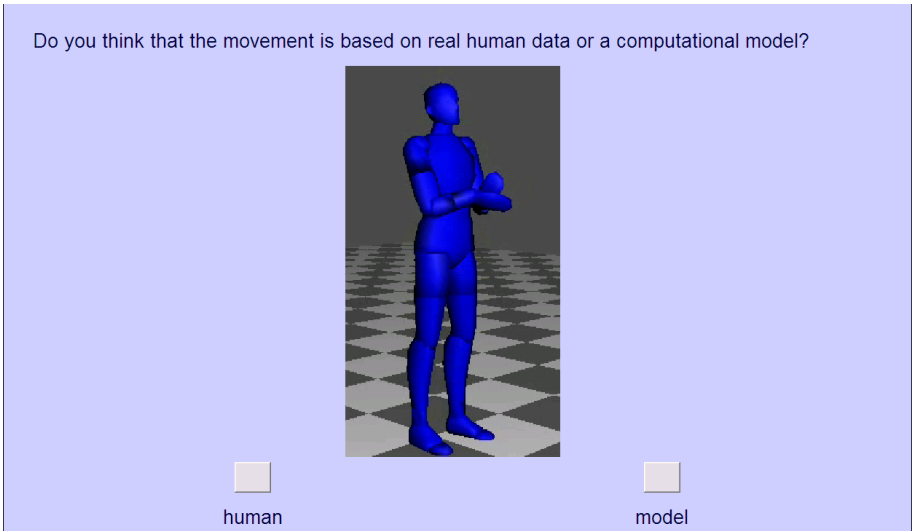 Do you think that the movement is based on real human data or a computational model?
human
model